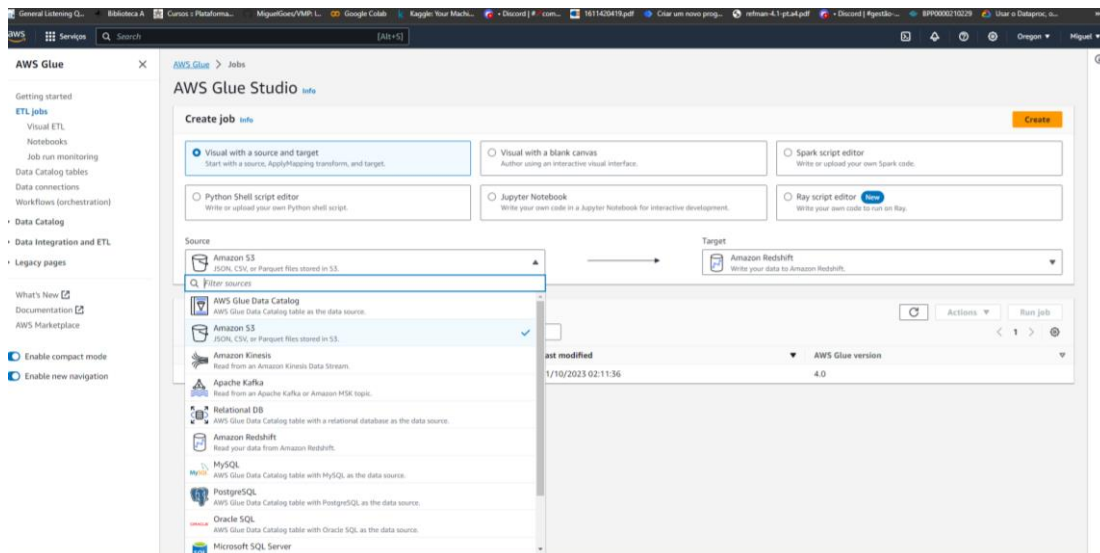 General Listening Q...
Biblioteca A
Cursos :: Plataforma...
MiguelGoes/VMP: L...
Google Colab
Kaggle: Your Machi...
• Discord | # com...
1611420419.pdf
Criar um novo prog...
refman-4.1-pt.a4.pdf
• Discord | #gestão-...
BPP0000210229
Usar o Dataproc, o...
aws
Serviços
Search
[Alt+S]
Oregon
Miguel
AWS Glue
Getting started
ETL jobs
Visual ETL
Notebooks
Job run monitoring
Data Catalog tables
Data connections
Workflows (orchestration)
Data Catalog
Data Integration and ETL
Legacy pages
What's New
Documentation
AWS Marketplace
Enable compact mode
Enable new navigation
AWS Glue > Jobs
AWS Glue Studio Info
Create job Info
Create
Visual with a source and target
Start with a source, ApplyMapping transform, and target.
Visual with a blank canvas
Author using an interactive visual interface.
Spark script editor
Write or upload your own Spark code.
Python Shell script editor
Write or upload your own Python shell script.
Jupyter Notebook
Write your own code in a Jupyter Notebook for interactive development.
Ray script editor New
Write your own code to run on Ray.
Source
Amazon S3
JSON, CSV, or Parquet files stored in S3.
Target
Amazon Redshift
Write your data to Amazon Redshift.
Filter sources
AWS Glue Data Catalog
AWS Glue Data Catalog table as the data source.
Amazon S3
JSON, CSV, or Parquet files stored in S3.
Amazon Kinesis
Read from an Amazon Kinesis Data Stream.
Apache Kafka
Read from an Apache Kafka or Amazon MSK topic.
Relational DB
AWS Glue Data Catalog table with a relational database as the data source.
Amazon Redshift
Read your data from Amazon Redshift.
MySQL
AWS Glue Data Catalog table with MySQL as the data source.
PostgreSQL
AWS Glue Data Catalog table with PostgreSQL as the data source.
Oracle SQL
AWS Glue Data Catalog table with Oracle SQL as the data source.
Microsoft SQL Server
Actions
Run job
1
ast modified
AWS Glue version
1/10/2023 02:11:36
4.0